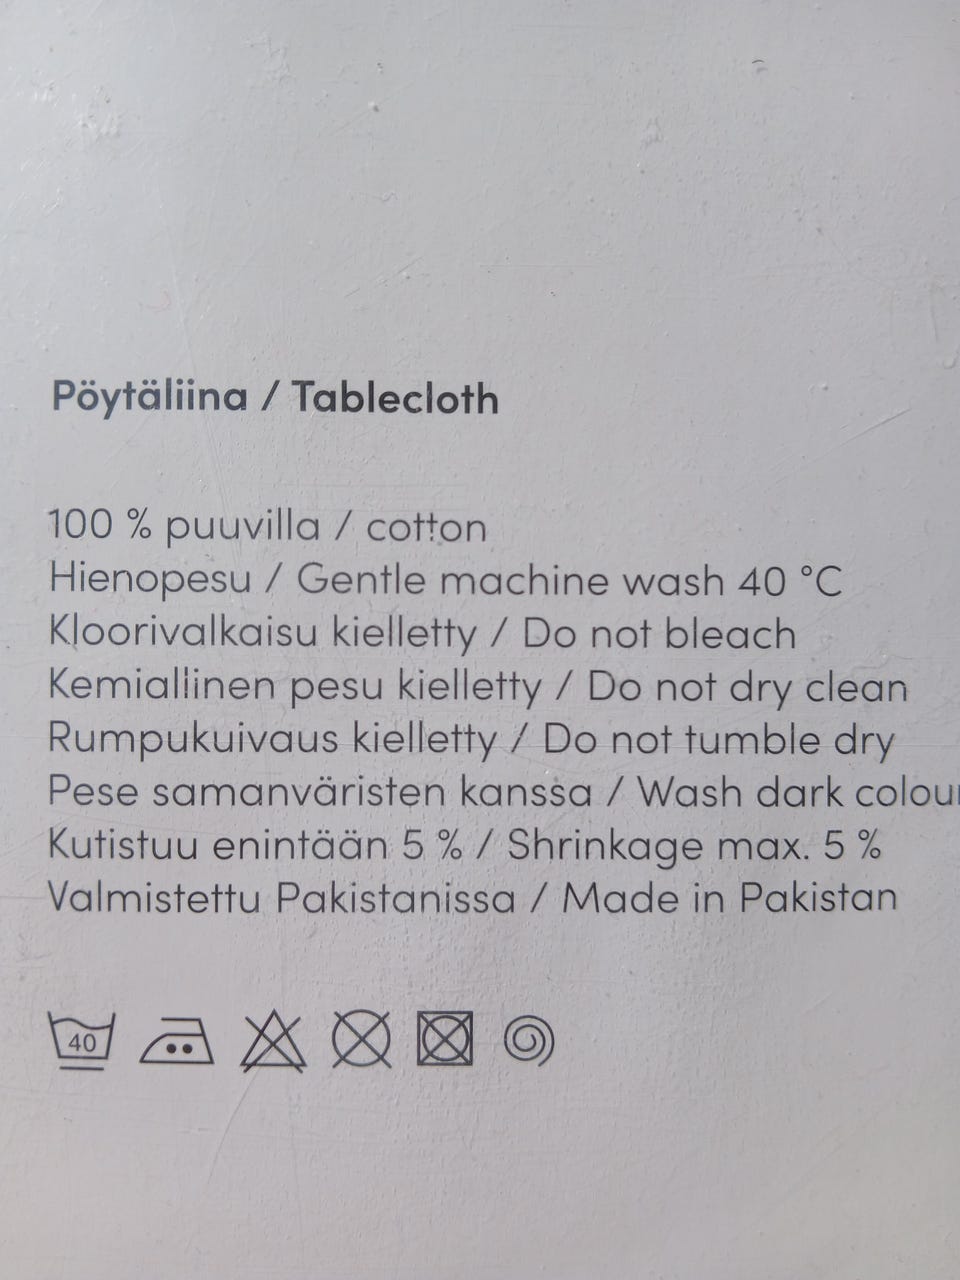 Pöytäliina / Tablecloth
100 % puuvilla / cotton
Hienopesu / Gentle machine wash 40 °C
Kloorivalkaisu kielletty / Do not bleach
Kemiallinen pesu kielletty / Do not dry clean
Rumpukuivaus kielletty / Do not tumble dry
Pese samanväristen kanssa / Wash dark
Kutistuu enintään 5 % / Shrinkage max. 5 %
Valmistettu Pakistanissa / Made in Pakistan
40